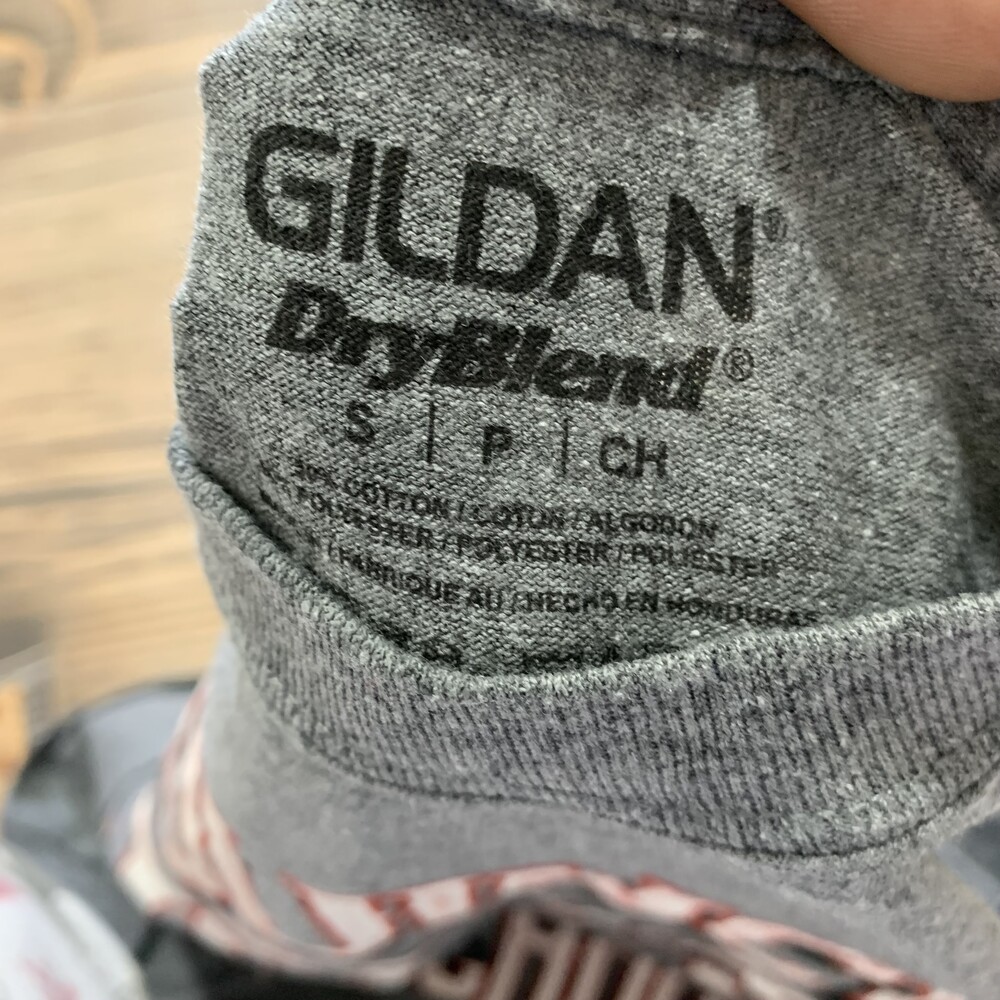 GILDAN®
DryBlend®
S | P | CH
COTTON / COTON / ALGODON
POLYESTER / POLYESTER / POLIESTER
/ FABRIQUE AU / HECHO EN HONDURAS